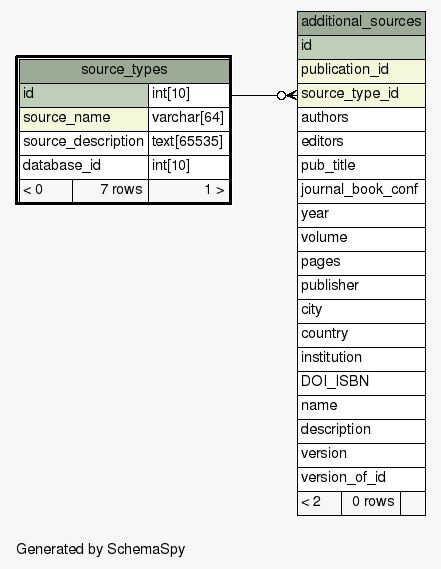 source_types
id int[10]
source_name varchar[64]
source_description text[65535]
database_id int[10]
< 0 7 rows 1 >
additional_sources
id
publication_id
source_type_id
authors
editors
pub_title
journal_book_conf
year
volume
pages
publisher
city
country
institution
DOI_ISBN
name
description
version
version_of_id
< 2 0 rows
Generated by SchemaSpy